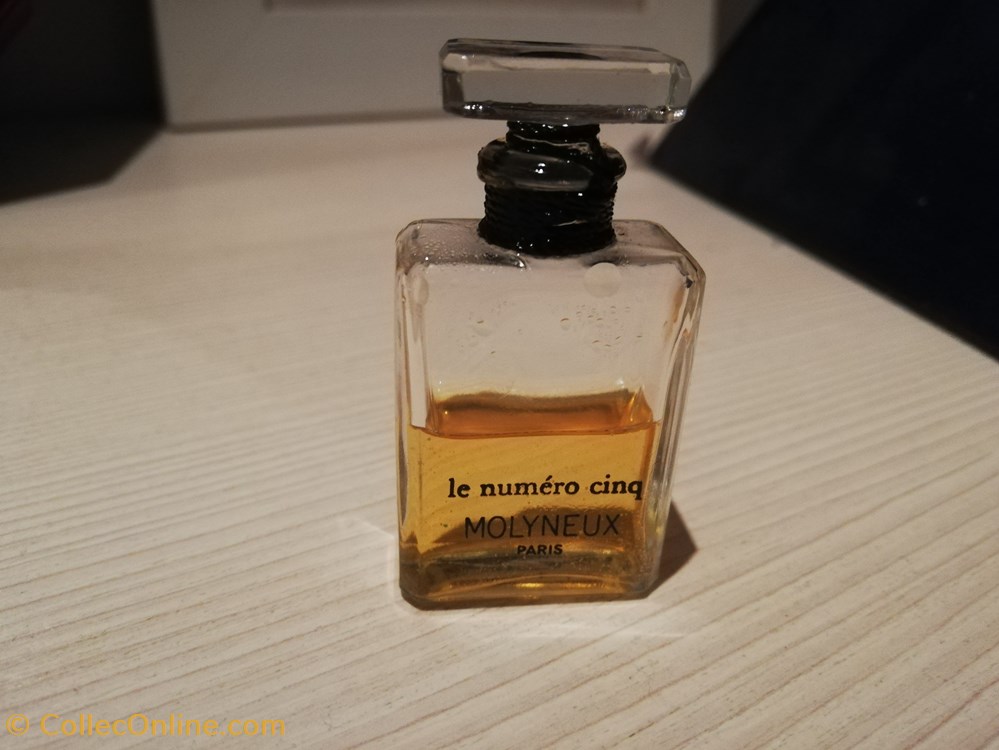 le numéro cinq
MOLYNEUX
PARIS
© CollecOnline.com